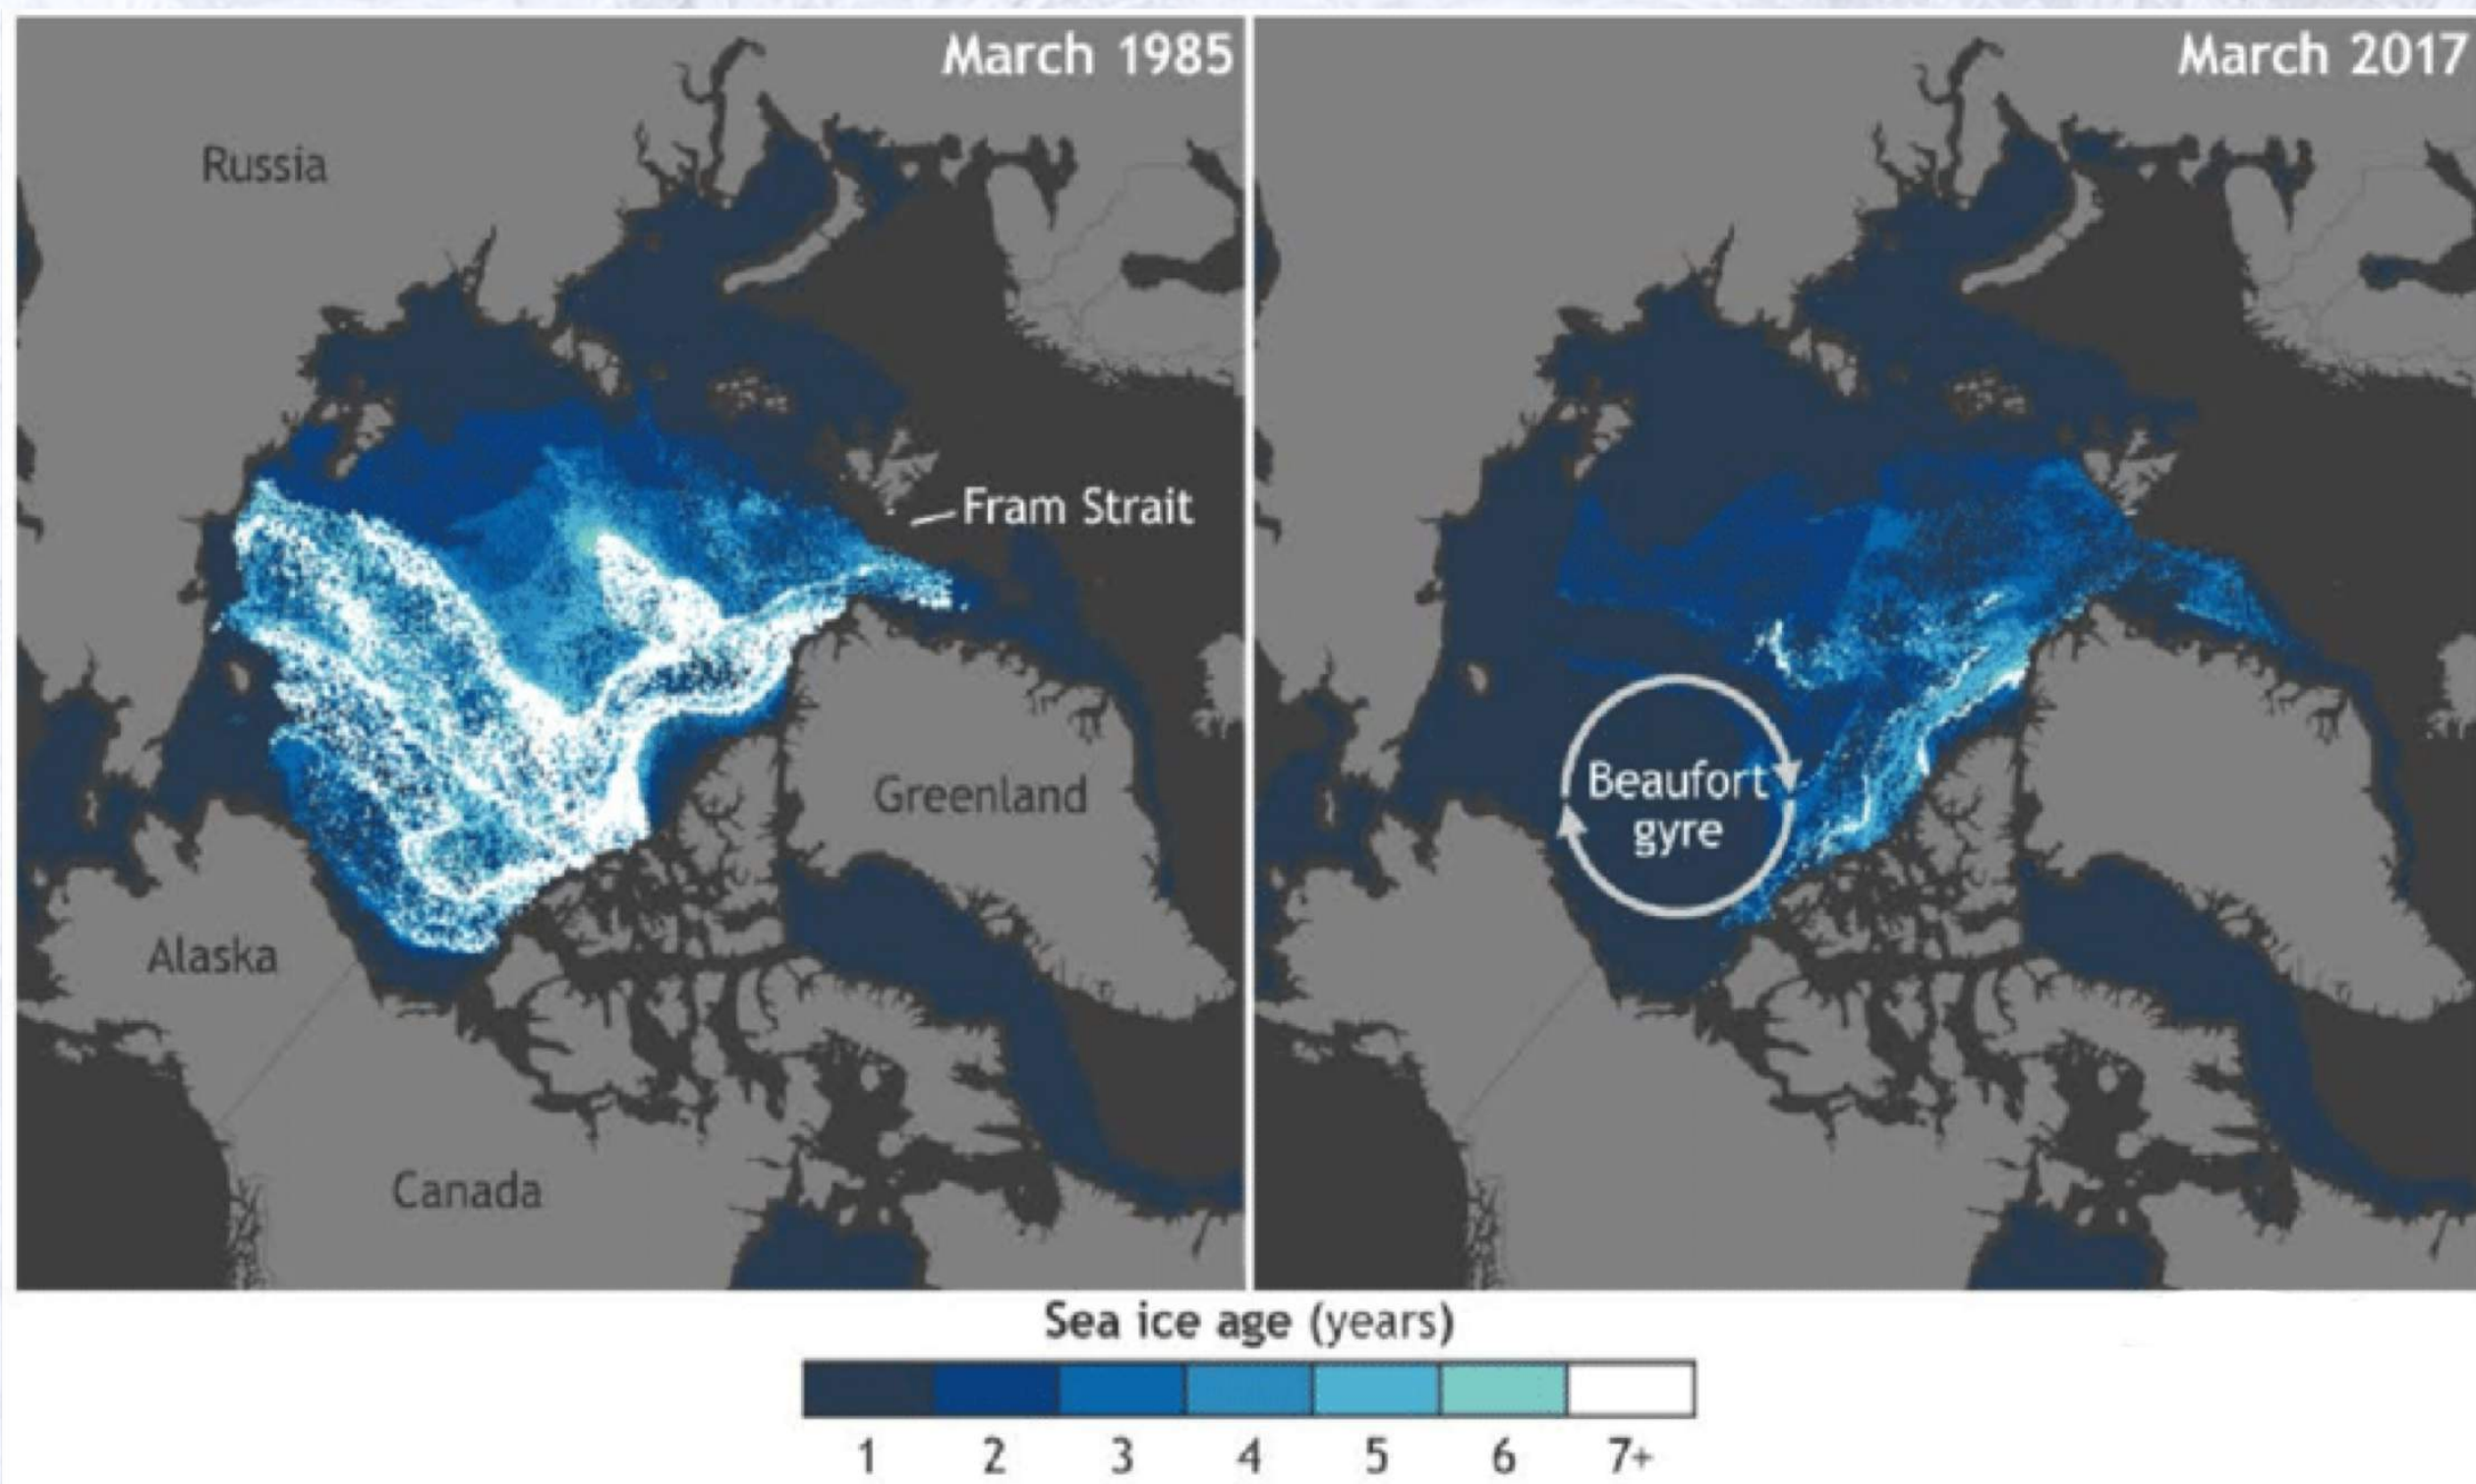 March 1985
March 2017
Russia
Fram Strait
Greenland
Beaufort
gyre
Alaska
Canada
Sea ice age (years)
1 2 3 4 5 6 7+